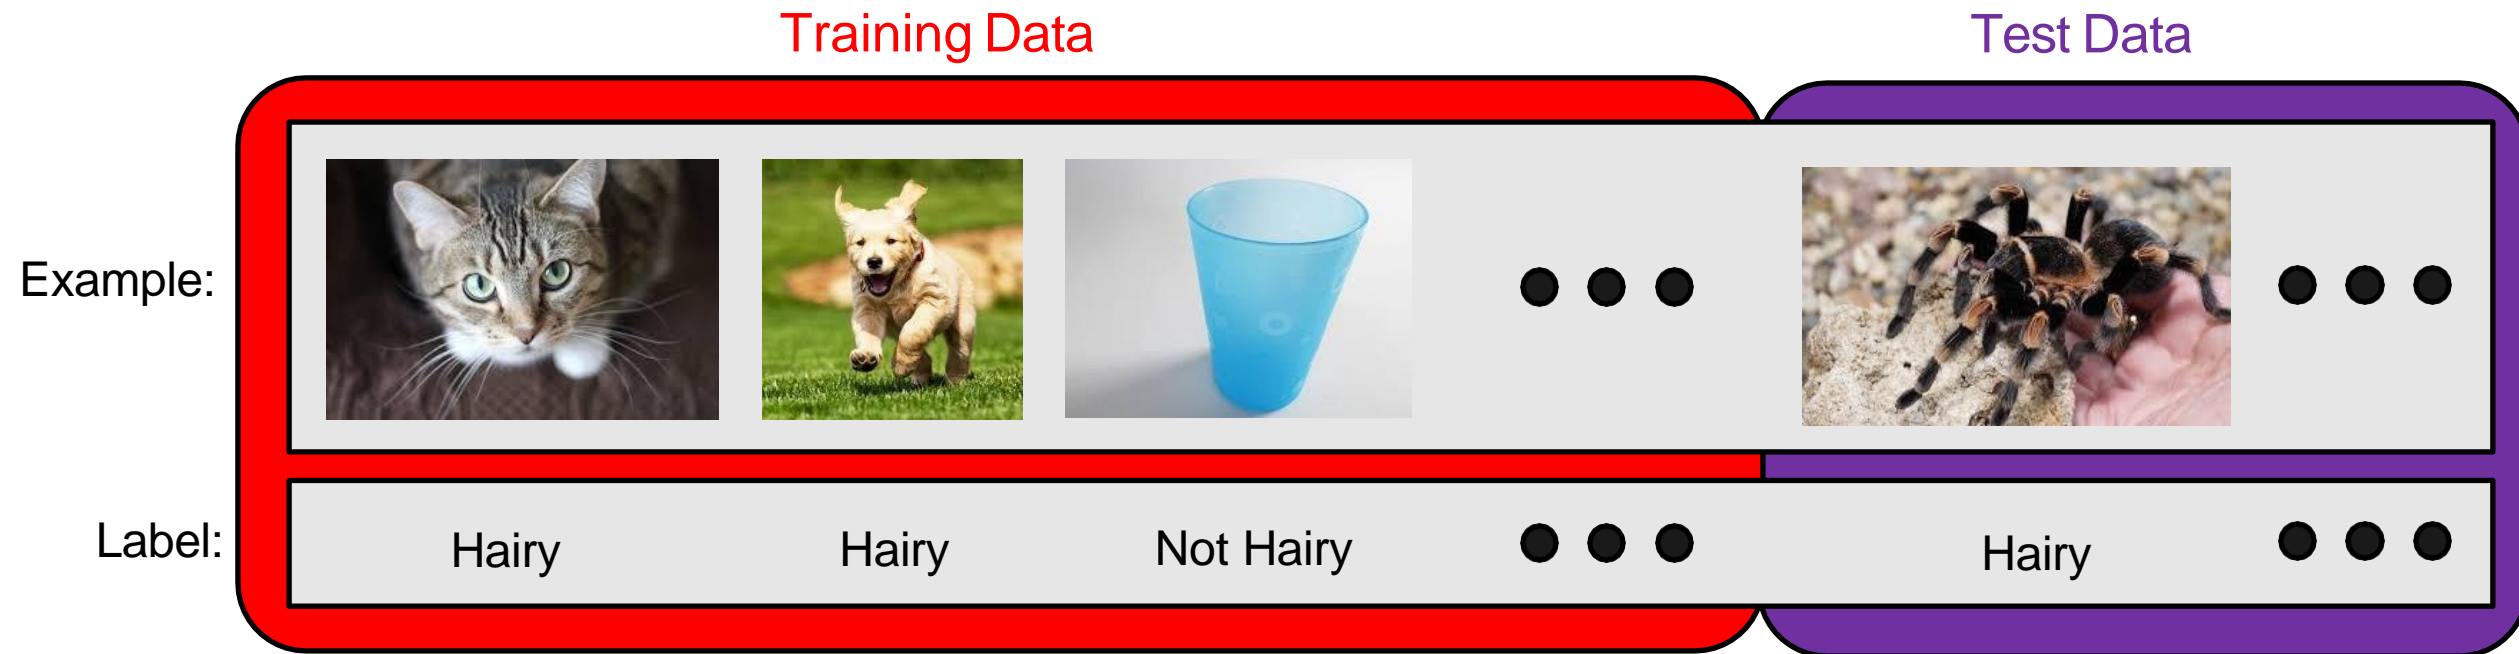 Training Data
Test Data
Example:
Label:
Hairy
Hairy
Not Hairy
Hairy